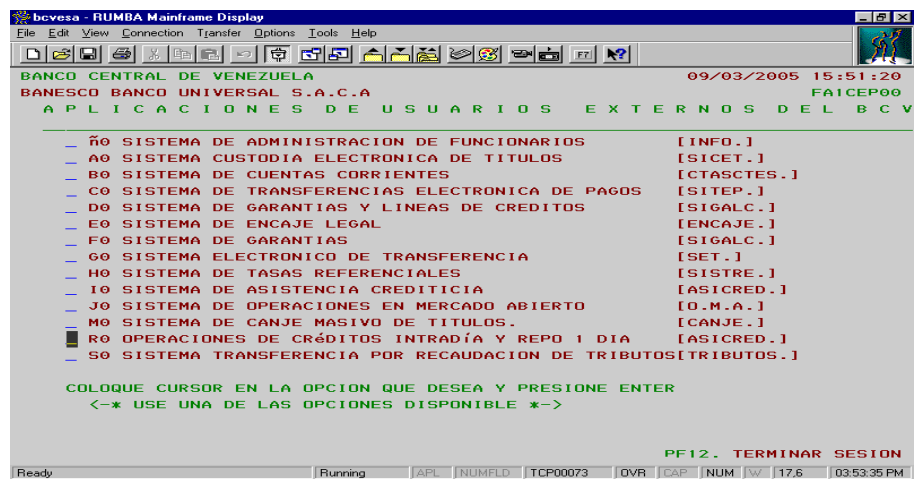 bcvesa - RUMBA Mainframe Display
File Edit View Connection Transfer Options Tools Help
F7
BANCO CENTRAL DE VENEZUELA 09/03/2005 15:51:20
BANESCO BANCO UNIVERSAL S.A.C.A FAICEP00
A P L I C A C I O N E S D E U S U A R I O S E X T E R N O S D E L B C V
_ ñ0 SISTEMA DE ADMINISTRACION DE FUNCIONARIOS [INFO.]
_ A0 SISTEMA CUSTODIA ELECTRONICA DE TITULOS [SICET.]
_ B0 SISTEMA DE CUENTAS CORRIENTES [CTASCTES.]
_ C0 SISTEMA DE TRANSFERENCIAS ELECTRONICA DE PAGOS [SITEP.]
_ D0 SISTEMA DE GARANTIAS Y LINEAS DE CREDITOS [SIGALC.]
_ E0 SISTEMA DE ENCAJE LEGAL [ENCAJE.]
_ F0 SISTEMA DE GARANTIAS [SIGALC.]
_ G0 SISTEMA ELECTRONICO DE TRANSFERENCIA [SET.]
_ H0 SISTEMA DE TASAS REFERENCIALES [SISTRE.]
_ I0 SISTEMA DE ASISTENCIA CREDITICIA [ASICRED.]
_ J0 SISTEMA DE OPERACIONES EN MERCADO ABIERTO [O.M.A.]
_ M0 SISTEMA DE CANJE MASIVO DE TITULOS. [CANJE.]
R0 OPERACIONES DE CRéDITOS INTRADíA Y REPO 1 DIA [ASICRED.]
_ S0 SISTEMA TRANSFERENCIA POR RECAUDACION DE TRIBUTOS[TRIBUTOS.]
COLOQUE CURSOR EN LA OPCION QUE DESEA Y PRESIONE ENTER
<-* USE UNA DE LAS OPCIONES DISPONIBLE *->
PF12. TERMINAR SESION
Ready Running APL NUMFLD TCP00073 OVR CAP NUM W 17,6 03:53:35 PM